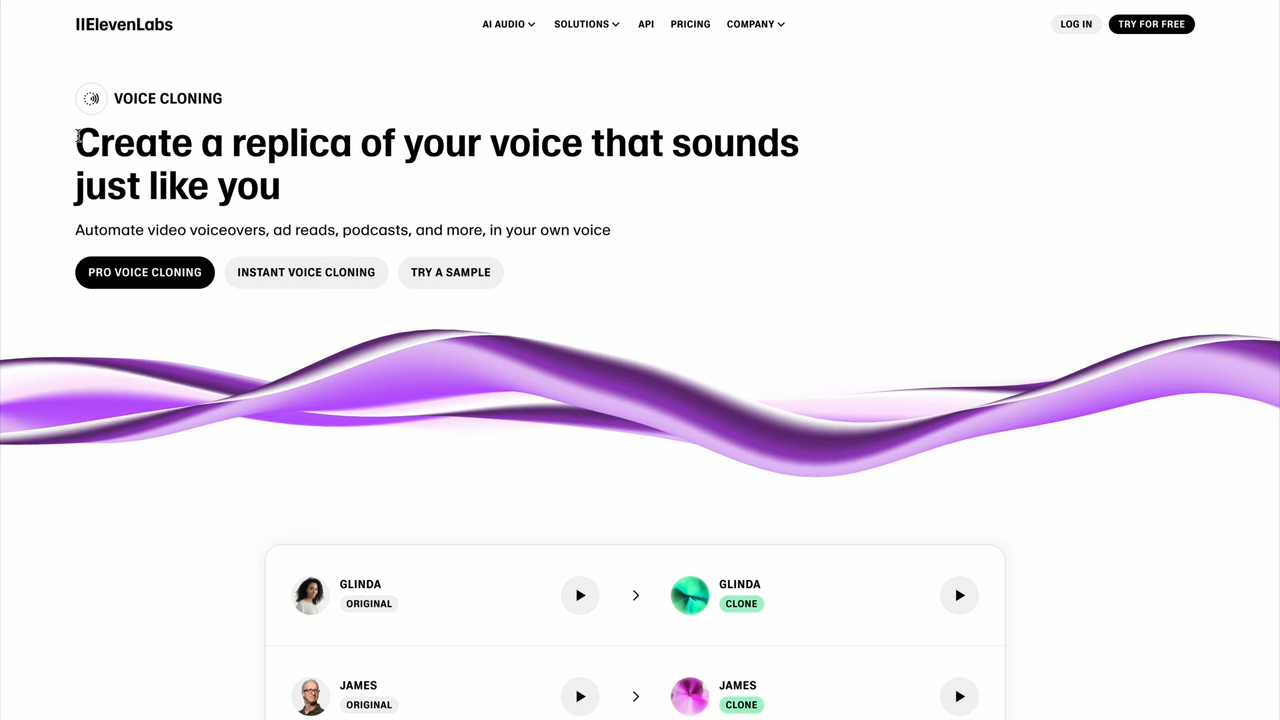 IIElevenLabs
AI AUDIO
SOLUTIONS
API
PRICING
COMPANY
LOG IN
TRY FOR FREE
VOICE CLONING
Create a replica of your voice that sounds
just like you
Automate video voiceovers, ad reads, podcasts, and more, in your own voice
PRO VOICE CLONING
INSTANT VOICE CLONING
TRY A SAMPLE
GLINDA
ORIGINAL
GLINDA
CLONE
JAMES
ORIGINAL
JAMES
CLONE